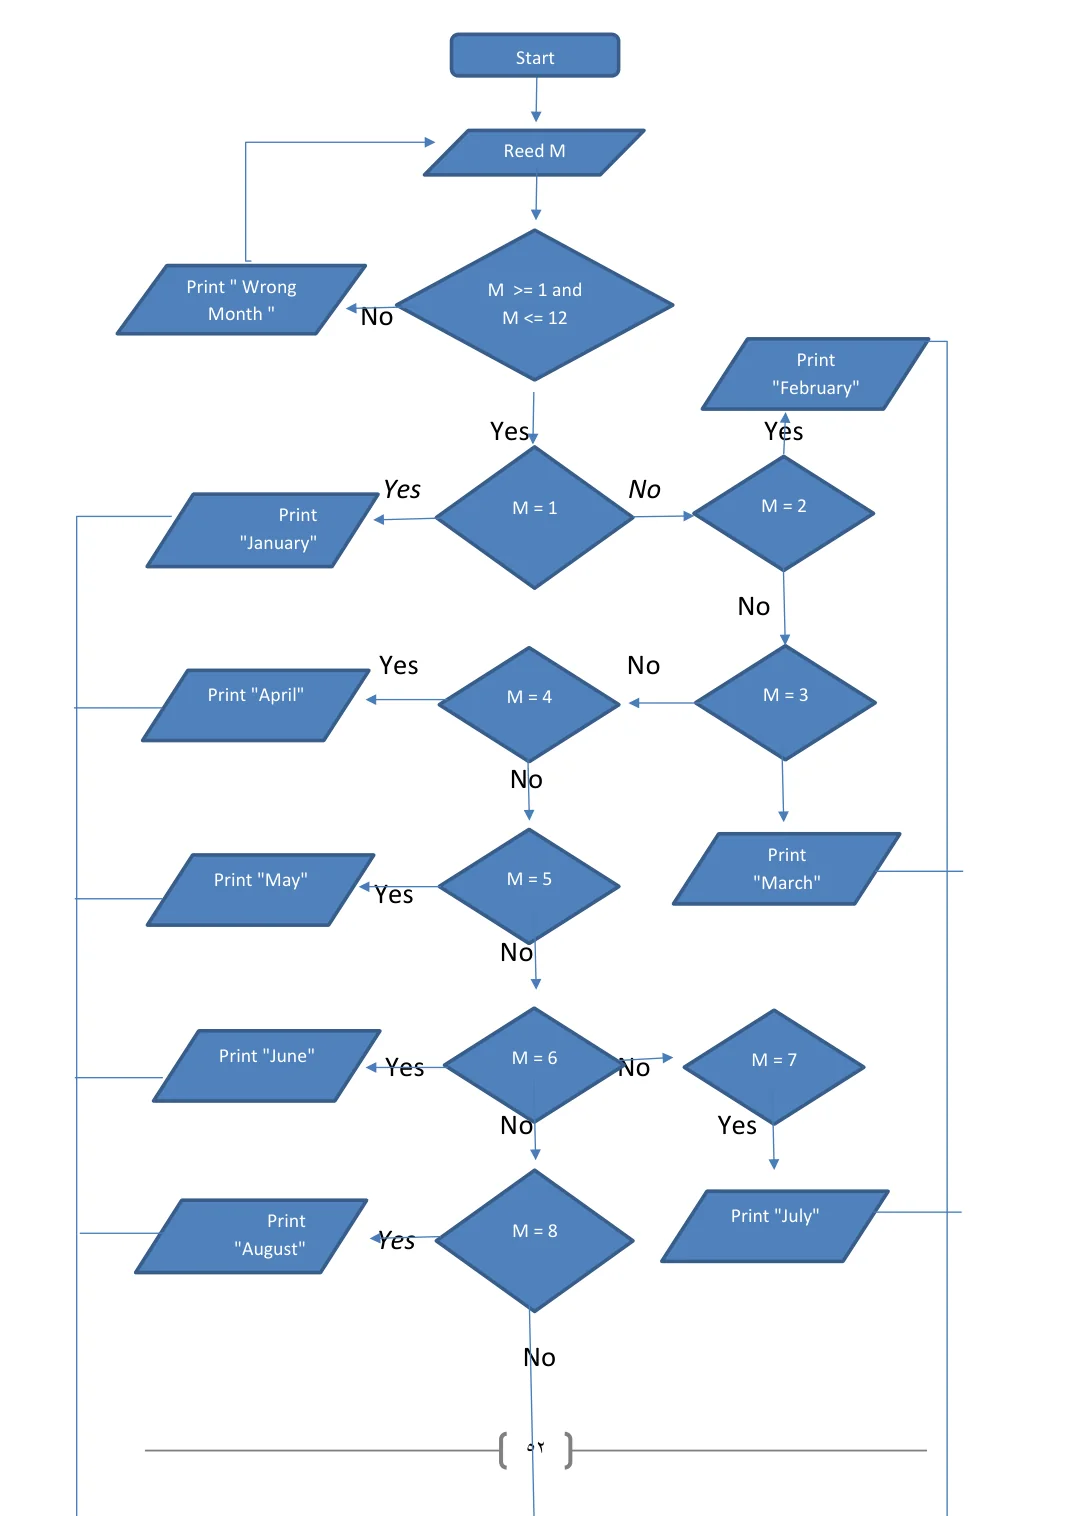 Start
Reed M
M >= 1 and
M <= 12
Print " Wrong
Month "
No
Print
"February"
Yes
Yes
Yes
No
M = 1
M = 2
Print
"January"
No
Yes
No
Print "April"
M = 4
M = 3
No
Print
"March"
Print "May"
Yes
M = 5
No
Print "June"
Yes
M = 6
No
M = 7
No
Yes
Print
"August"
Yes
M = 8
Print "July"
No
٥٢